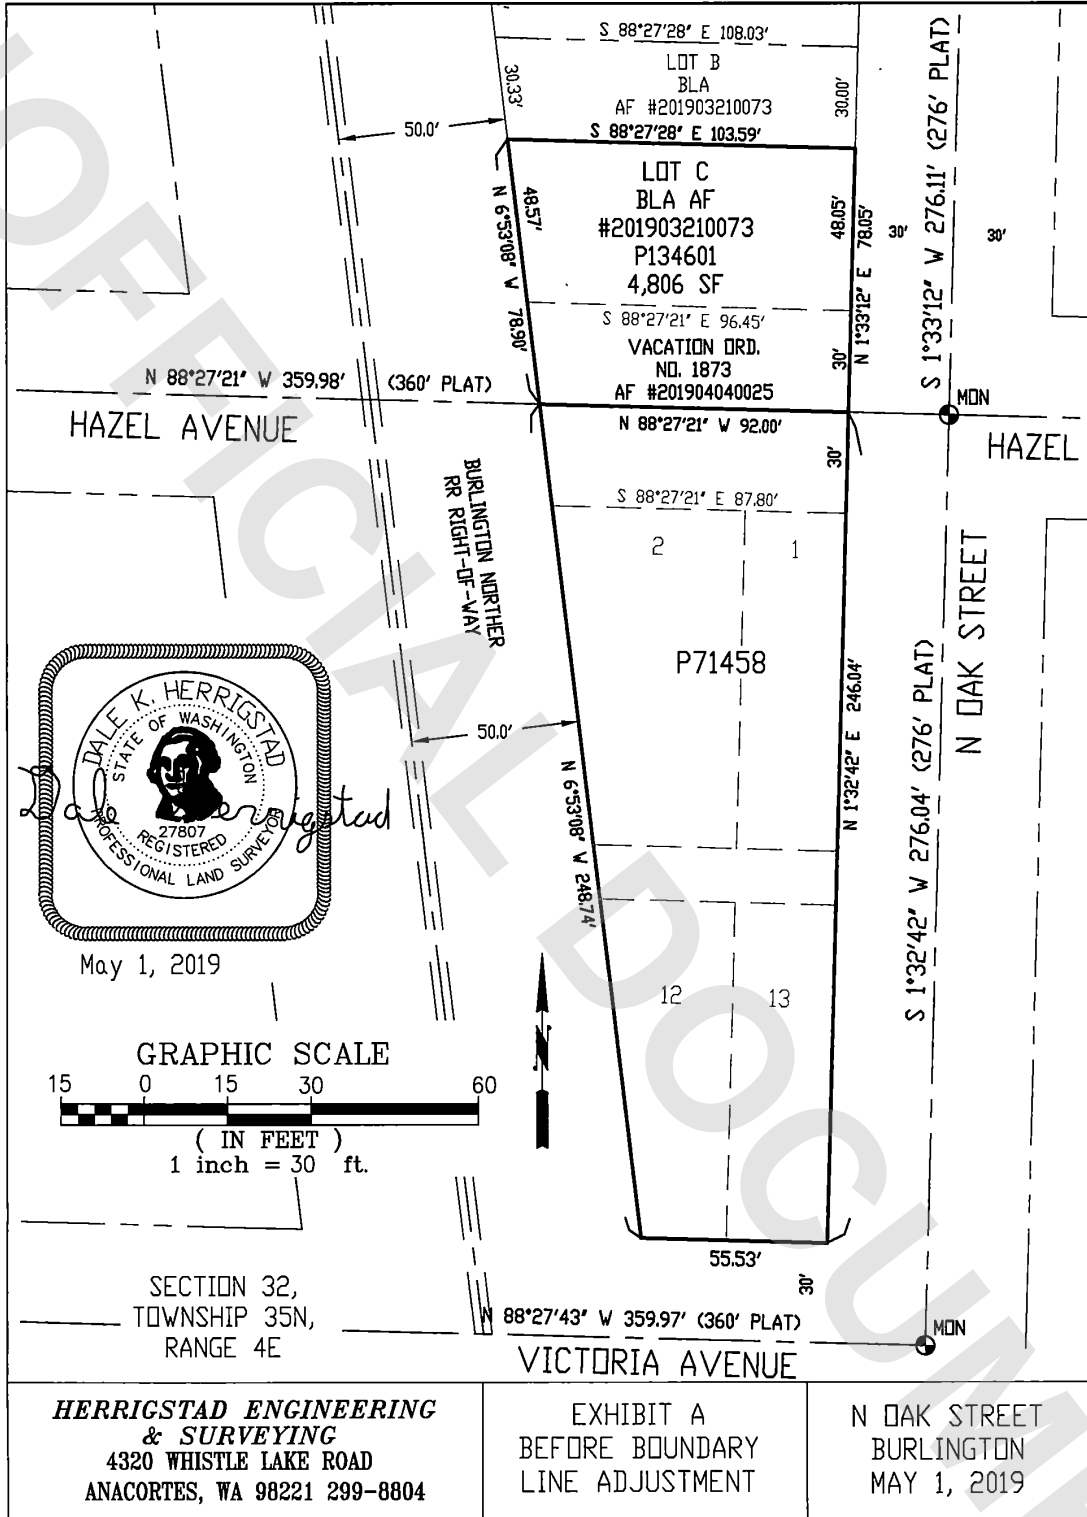 S 88°27'28" E 108.03'
LOT B
BLA
AF #201903210073
30.33'
30.00'
50.0'
S 88°27'28" E 103.59'
LOT C
BLA AF
#201903210073
P134601
4,806 SF
48.57'
N 6°53'08" W 78.90'
48.05'
N 1°33'12" E 78.05'
30'
30'
S 1°33'12" W 276.11' (276' PLAT)
S 88°27'21" E 96.45'
VACATION ORD.
NO. 1873
AF #201904040025
30'
N 88°27'21" W 359.98' (360' PLAT)
HAZEL AVENUE
N 88°27'21" W 92.00'
MON
HAZEL
30'
BURLINGTON NORTHER
RR RIGHT-OF-WAY
S 88°27'21" E 87.80'
2
1
P71458
N OAK STREET
50.0'
N 6°53'08" W 248.74'
N 1°32'42" E 246.04'
S 1°32'42" W 276.04' (276' PLAT)
DALE K. HERRIGSTAD
STATE OF WASHINGTON
27807
REGISTERED
PROFESSIONAL LAND SURVEYOR
Dale Herrigstad
May 1, 2019
12
13
N
GRAPHIC SCALE
15 0 15 30 60
( IN FEET )
1 inch = 30 ft.
55.53'
30'
SECTION 32,
TOWNSHIP 35N,
RANGE 4E
N 88°27'43" W 359.97' (360' PLAT)
MON
VICTORIA AVENUE
HERRIGSTAD ENGINEERING
& SURVEYING
4320 WHISTLE LAKE ROAD
ANACORTES, WA 98221 299-8804
EXHIBIT A
BEFORE BOUNDARY
LINE ADJUSTMENT
N OAK STREET
BURLINGTON
MAY 1, 2019
OFFICIAL DOCUM